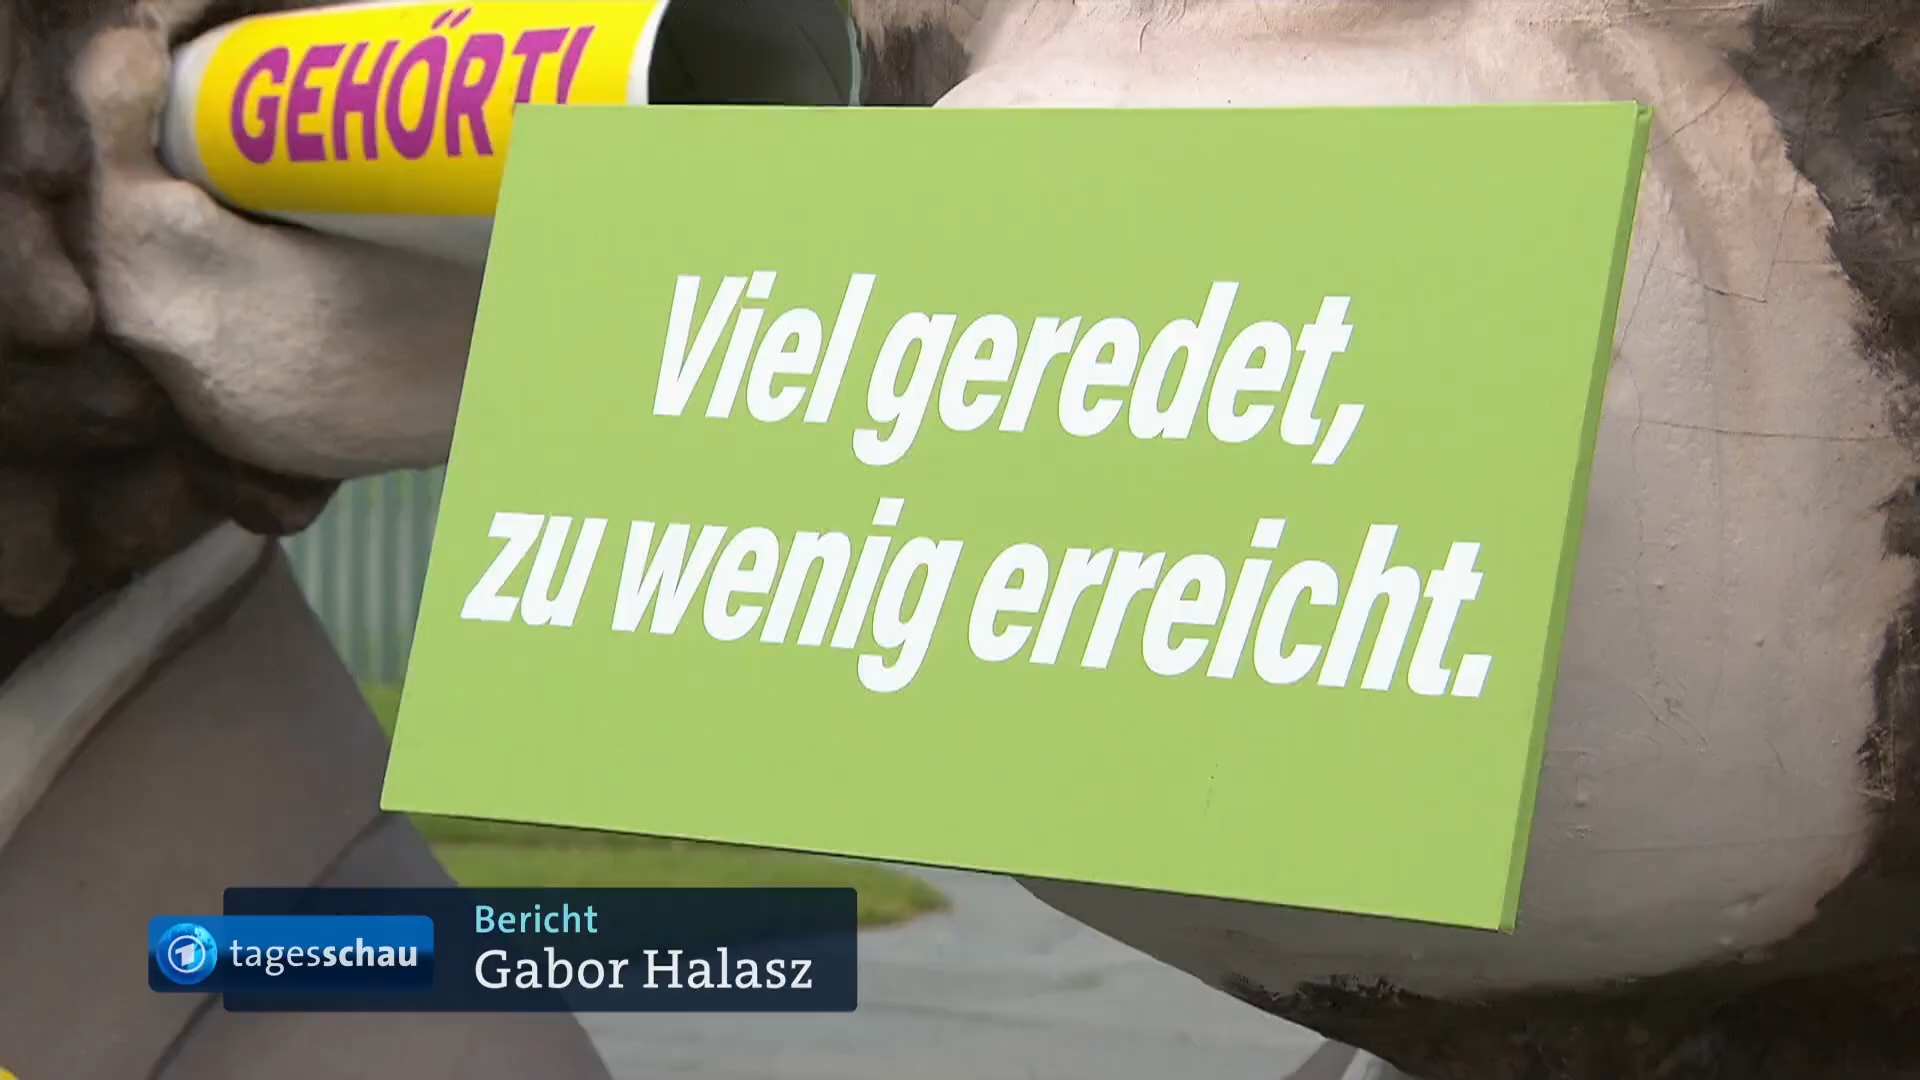 GEHÖRT!
Viel geredet,
zu wenig erreicht.
tagesschau
Bericht
Gabor Halasz